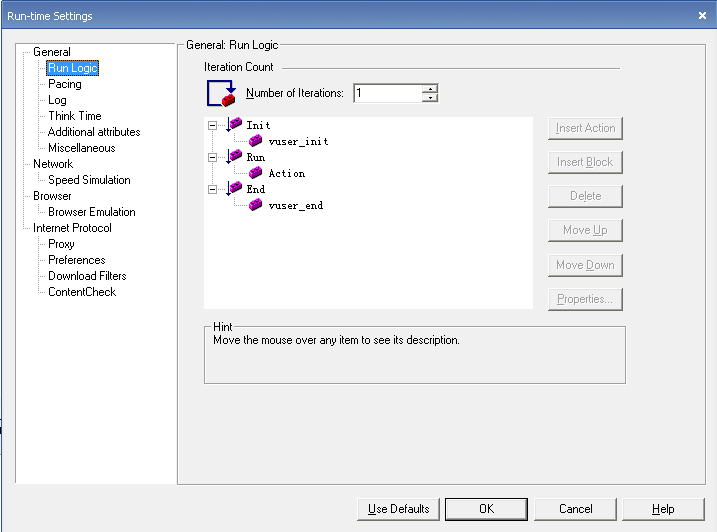 Run-time Settings
General
Run Logic
Pacing
Log
Think Time
Additional attributes
Miscellaneous
Network
Speed Simulation
Browser
Browser Emulation
Internet Protocol
Proxy
Preferences
Download Filters
ContentCheck
General: Run Logic
Iteration Count
Number of Iterations: 1
Init
vuser_init
Run
Action
End
vuser_end
Insert Action
Insert Block
Delete
Move Up
Move Down
Properties...
Hint
Move the mouse over any item to see its description.
Use Defaults OK Cancel Help